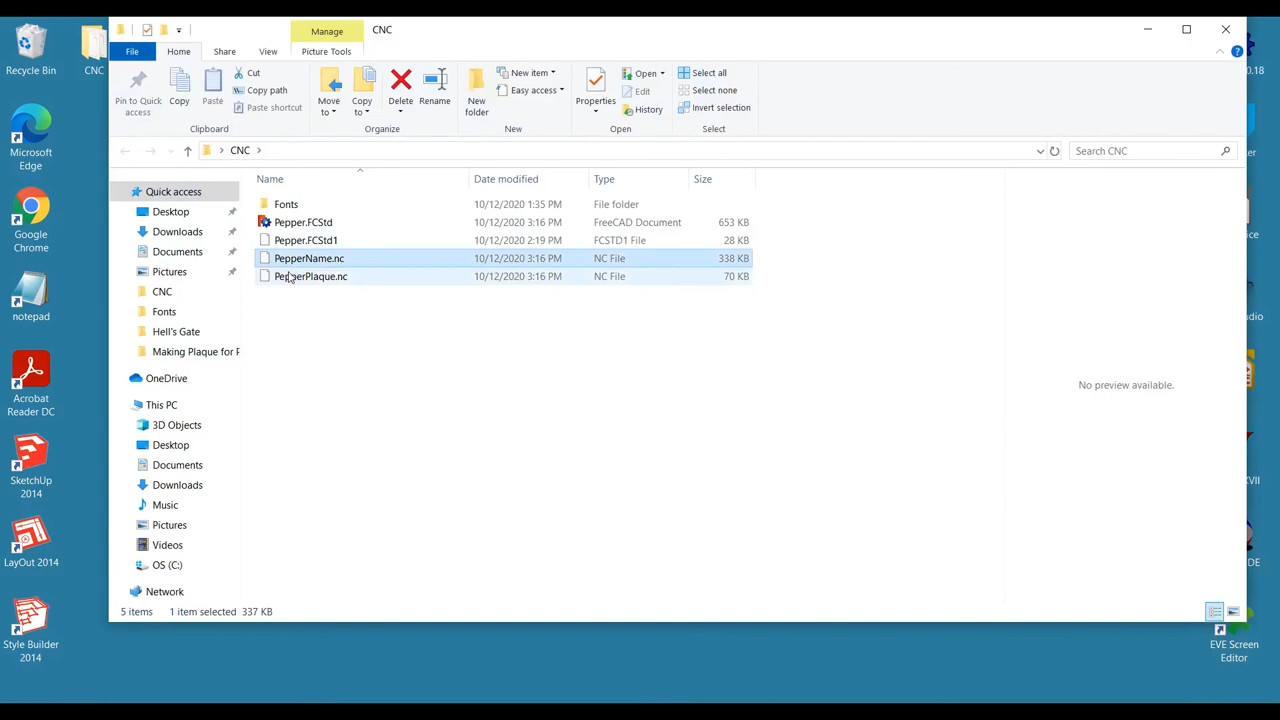 Manage
CNC
File
Home
Share
View
Picture Tools
Pin to Quick access
Copy
Paste
Cut
Copy path
Paste shortcut
Clipboard
Move to
Copy to
Delete
Rename
Organize
New folder
New item
Easy access
New
Properties
Open
Edit
History
Open
Select all
Select none
Invert selection
Select
CNC
Search CNC
Name
Date modified
Type
Size
Fonts 10/12/2020 1:35 PM File folder
Pepper.FCStd 10/12/2020 3:16 PM FreeCAD Document 653 KB
Pepper.FCStd1 10/12/2020 2:19 PM FCSTD1 File 28 KB
PepperName.nc 10/12/2020 3:16 PM NC File 338 KB
PepperPlaque.nc 10/12/2020 3:16 PM NC File 70 KB
Quick access
Desktop
Downloads
Documents
Pictures
CNC
Fonts
Hell's Gate
Making Plaque for P
OneDrive
This PC
3D Objects
Desktop
Documents
Downloads
Music
Pictures
Videos
OS (C:)
Network
No preview available.
5 items
1 item selected 337 KB
Recycle Bin
CNC
Microsoft Edge
Google Chrome
notepad
Acrobat Reader DC
SketchUp 2014
LayOut 2014
Style Builder 2014
0.18
ter
ice
udio
XVII
DE
EVE Screen Editor